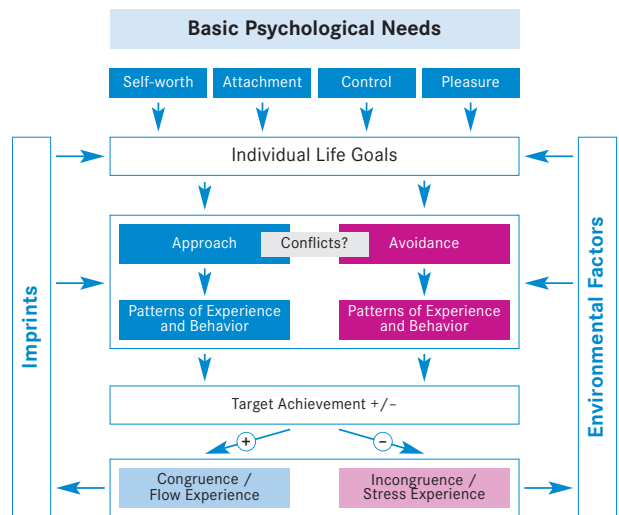 Basic Psychological Needs
Self-worth
Attachment
Control
Pleasure
Individual Life Goals
Approach
Conflicts?
Avoidance
Patterns of Experience
and Behavior
Patterns of Experience
and Behavior
Target Achievement +/–
+
–
Congruence /
Flow Experience
Incongruence /
Stress Experience
Imprints
Environmental Factors